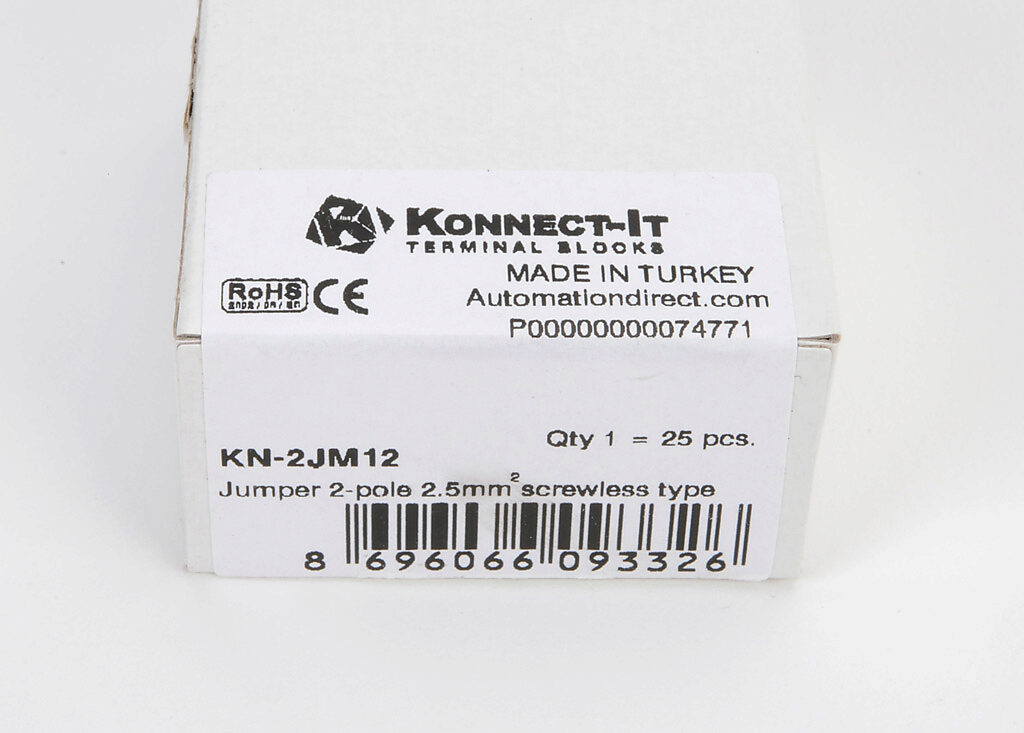 KONNECT-IT
TERMINAL BLOCKS
MADE IN TURKEY
RoHS CE
Automationdirect.com
P00000000074771
Qty 1 = 25 pcs.
KN-2JM12
Jumper 2-pole 2.5mm² screwless type
8 696066 093326